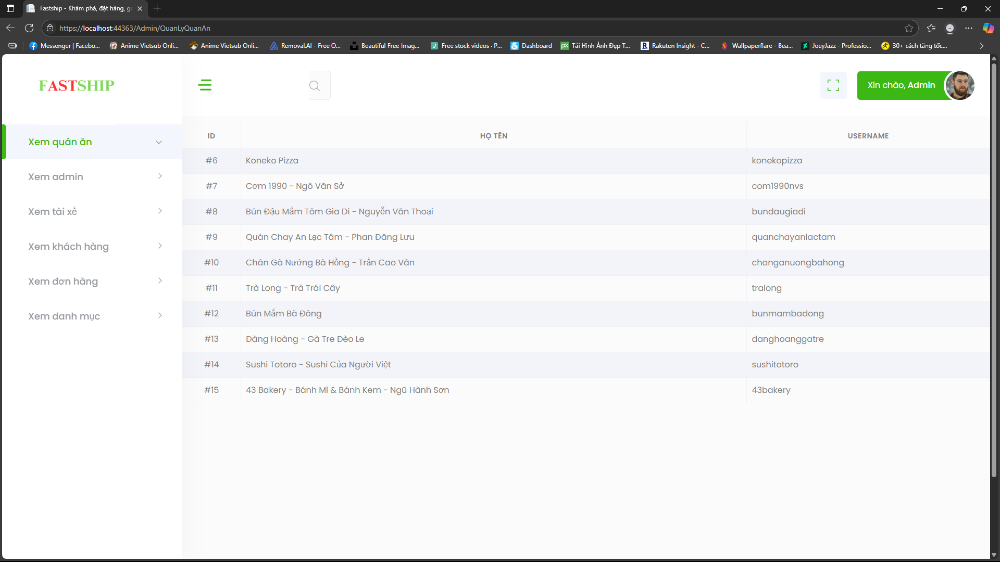 Fastship - Khám phá, đặt hàng, gi
https://localhost:44363/Admin/QuanLyQuanAn
Messenger | Facebo...
Anime Vietsub Onli...
Anime Vietsub Onli...
Removal.AI - Free O...
Beautiful Free Imag...
Free stock videos · P...
Dashboard
Tải Hình Ảnh Đẹp T...
Rakuten Insight - C...
Wallpaperflare - Bea...
JoeyJazz - Professio...
30+ cách tăng tốc...
FASTSHIP
Xin chào, Admin
Xem quán ăn
Xem admin
Xem tài xế
Xem khách hàng
Xem đơn hàng
Xem danh mục
ID HỌ TÊN USERNAME
#6 Koneko Pizza konekopizza
#7 Cơm 1990 - Ngô Văn Sở com1990nvs
#8 Bún Đậu Mắm Tôm Gia Di - Nguyễn Văn Thoại bundaugiadi
#9 Quán Chay An Lạc Tâm - Phan Đăng Lưu quanchayanlactam
#10 Chân Gà Nướng Bà Hồng - Trần Cao Vân changanuongbahong
#11 Trà Long - Trà Trái Cây tralong
#12 Bún Mắm Bà Đông bunmambadong
#13 Đàng Hoàng - Gà Tre Đèo Le danghoanggatre
#14 Sushi Totoro - Sushi Của Người Việt sushitotoro
#15 43 Bakery - Bánh Mì & Bánh Kem - Ngũ Hành Sơn 43bakery